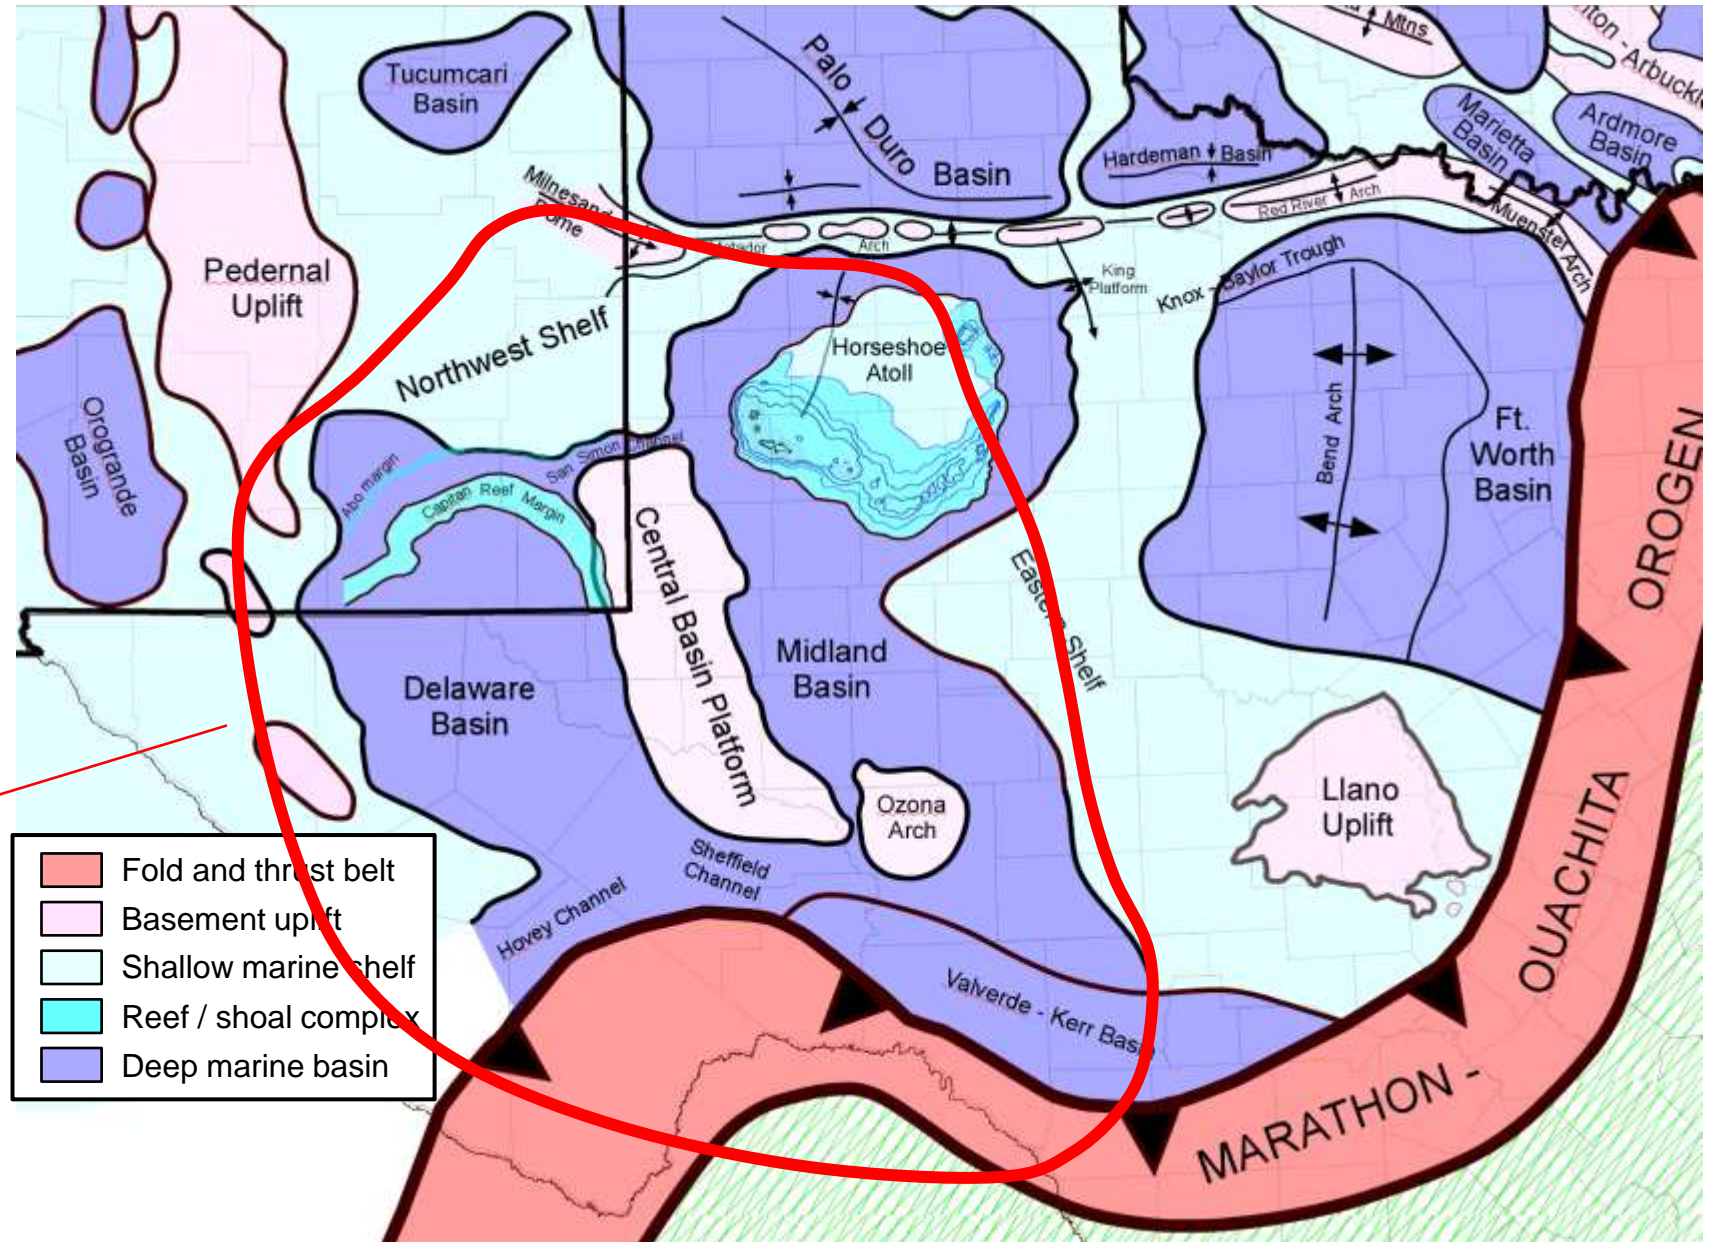 Mtns
Arbuckle
Tucumcari
Basin
Palo Duro Basin
Marietta
Basin
Ardmore
Basin
Hardeman Basin
Milnesand
Dome
Red River Arch
Muenstel Arch
Arch
Pedernal
Uplift
King
Platform
Knox - Baylor Trough
Northwest Shelf
Horseshoe
Atoll
Orogrande
Basin
Abo margin
San Simon Channel
Capitan Reef Margin
Bend Arch
Ft.
Worth
Basin
Central Basin Platform
Eastern Shelf
Midland
Basin
Delaware
Basin
Ozona
Arch
Llano
Uplift
Sheffield
Channel
Hovey Channel
Valverde - Kerr Basin
MARATHON -
OUACHITA
OROGEN
Fold and thrust belt
Basement uplift
Shallow marine shelf
Reef / shoal complex
Deep marine basin